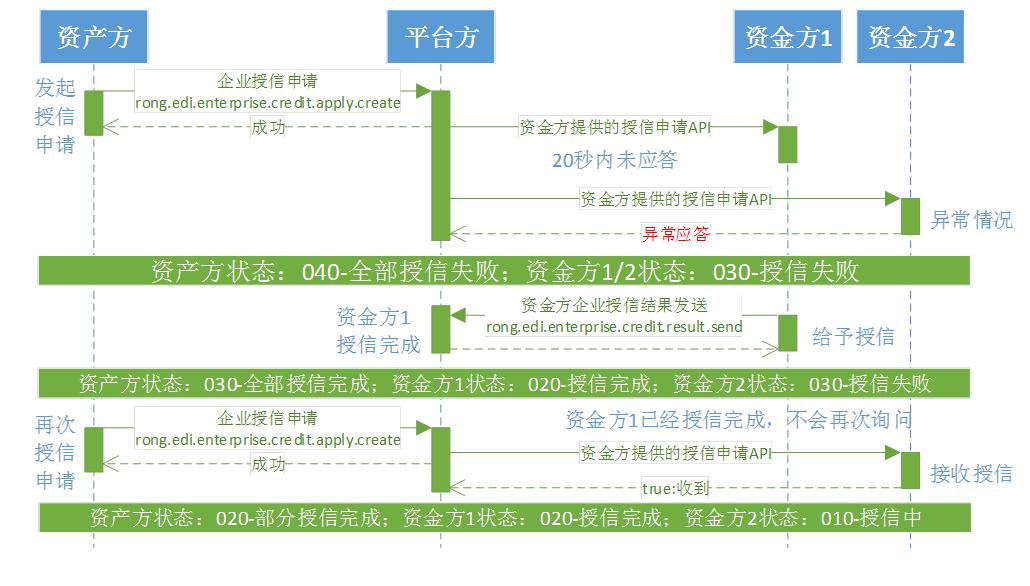 资产方
平台方
资金方1
资金方2
发起
授信
申请
企业授信申请
rong.edi.enterprise.credit.apply.create
成功
资金方提供的授信申请API
20秒内未应答
资金方提供的授信申请API
异常应答
异常情况
资产方状态：040-全部授信失败；资金方1/2状态：030-授信失败
资金方1
授信完成
资金方企业授信结果发送
rong.edi.enterprise.credit.result.send
给予授信
资产方状态：030-全部授信完成；资金方1状态：020-授信完成；资金方2状态：030-授信失败
再次
授信
申请
企业授信申请
rong.edi.enterprise.credit.apply.create
成功
资金方1已经授信完成，不会再次询问
资金方提供的授信申请API
true:收到
接收授信
资产方状态：020-部分授信完成；资金方1状态：020-授信完成；资金方2状态：010-授信中